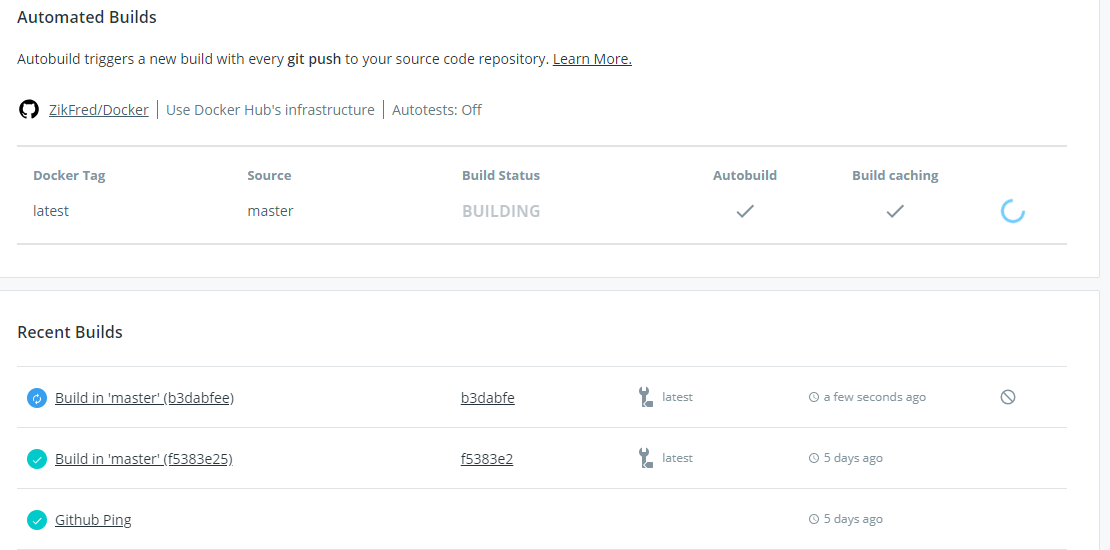 Automated Builds
Autobuild triggers a new build with every git push to your source code repository. Learn More.
ZikFred/Docker Use Docker Hub's infrastructure Autotests: Off
Docker Tag Source Build Status Autobuild Build caching
latest master BUILDING
Recent Builds
Build in 'master' (b3dabfee) b3dabfe latest a few seconds ago
Build in 'master' (f5383e25) f5383e2 latest 5 days ago
Github Ping 5 days ago